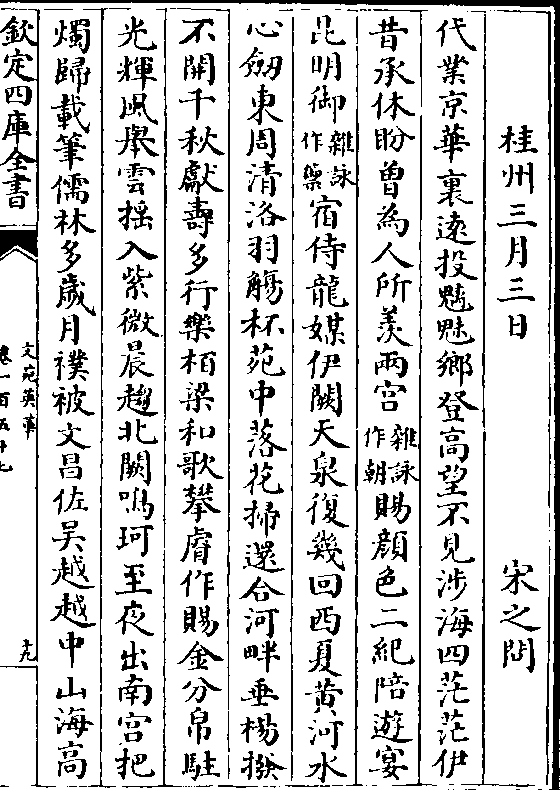 桂州三月三日 宋之問
代業京華裏遠投魑魅鄉登高望不見涉海四茫茫伊
昔承休盼曾為人所羡兩宫雜詠作朝賜顔色二紀陪遊宴
昆明御雜詠作籞宿侍龍媒伊闕天泉復幾回西夏黄河水
心劒東周清洛羽觴杯苑中落花掃還合河畔垂楊撥
不開千秋獻壽多行樂栢梁和歌攀睿作賜金分帛駐
光輝風舉雲揺入紫微晨趨北闕鳴珂至夜出南宫把
燭歸載筆儒林多歲月襆被文昌佐吴越越中山海高
欽定四庫全書
文苑英華
卷一百五十七
十九